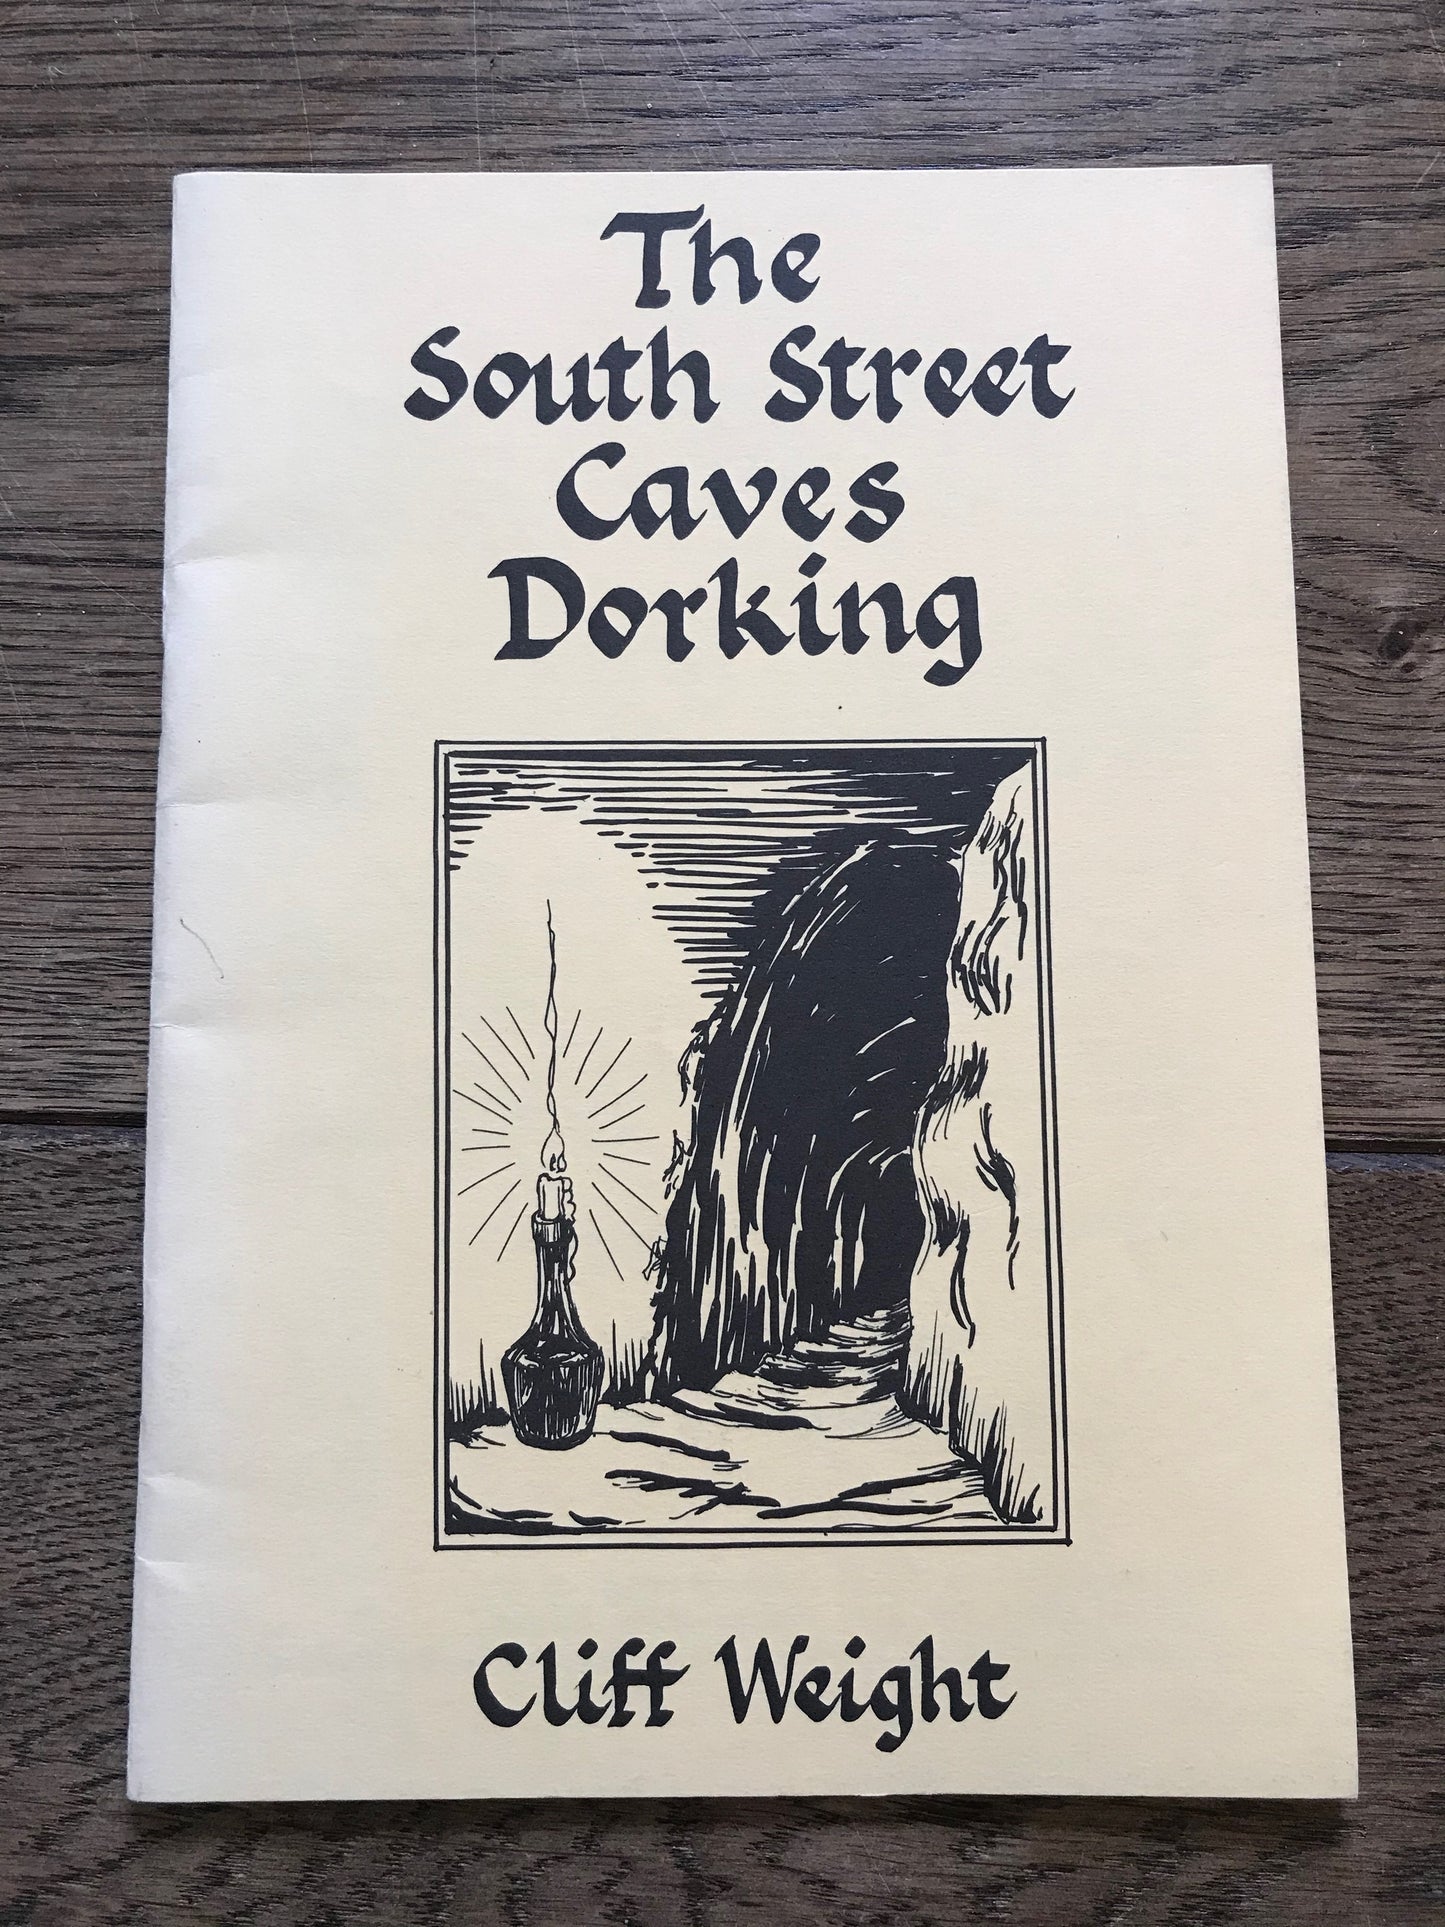 The
South Street
Caves
Dorking
Cliff Weight